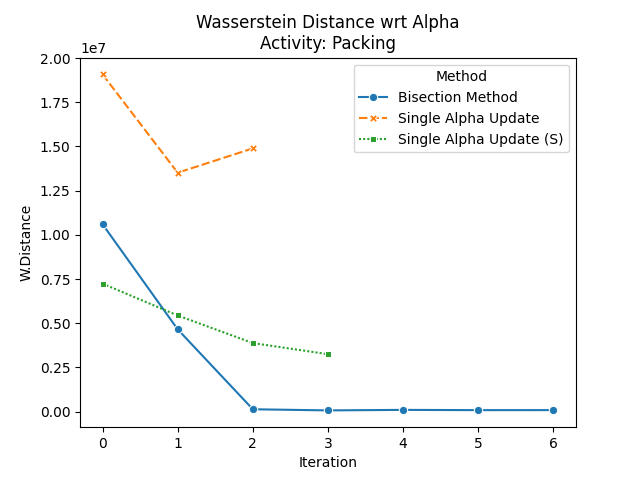 Wasserstein Distance wrt Alpha
Activity: Packing
1e7
2.00
1.75
1.50
1.25
1.00
0.75
0.50
0.25
0.00
W.Distance
Method
Bisection Method
Single Alpha Update
Single Alpha Update (S)
0 1 2 3 4 5 6
Iteration